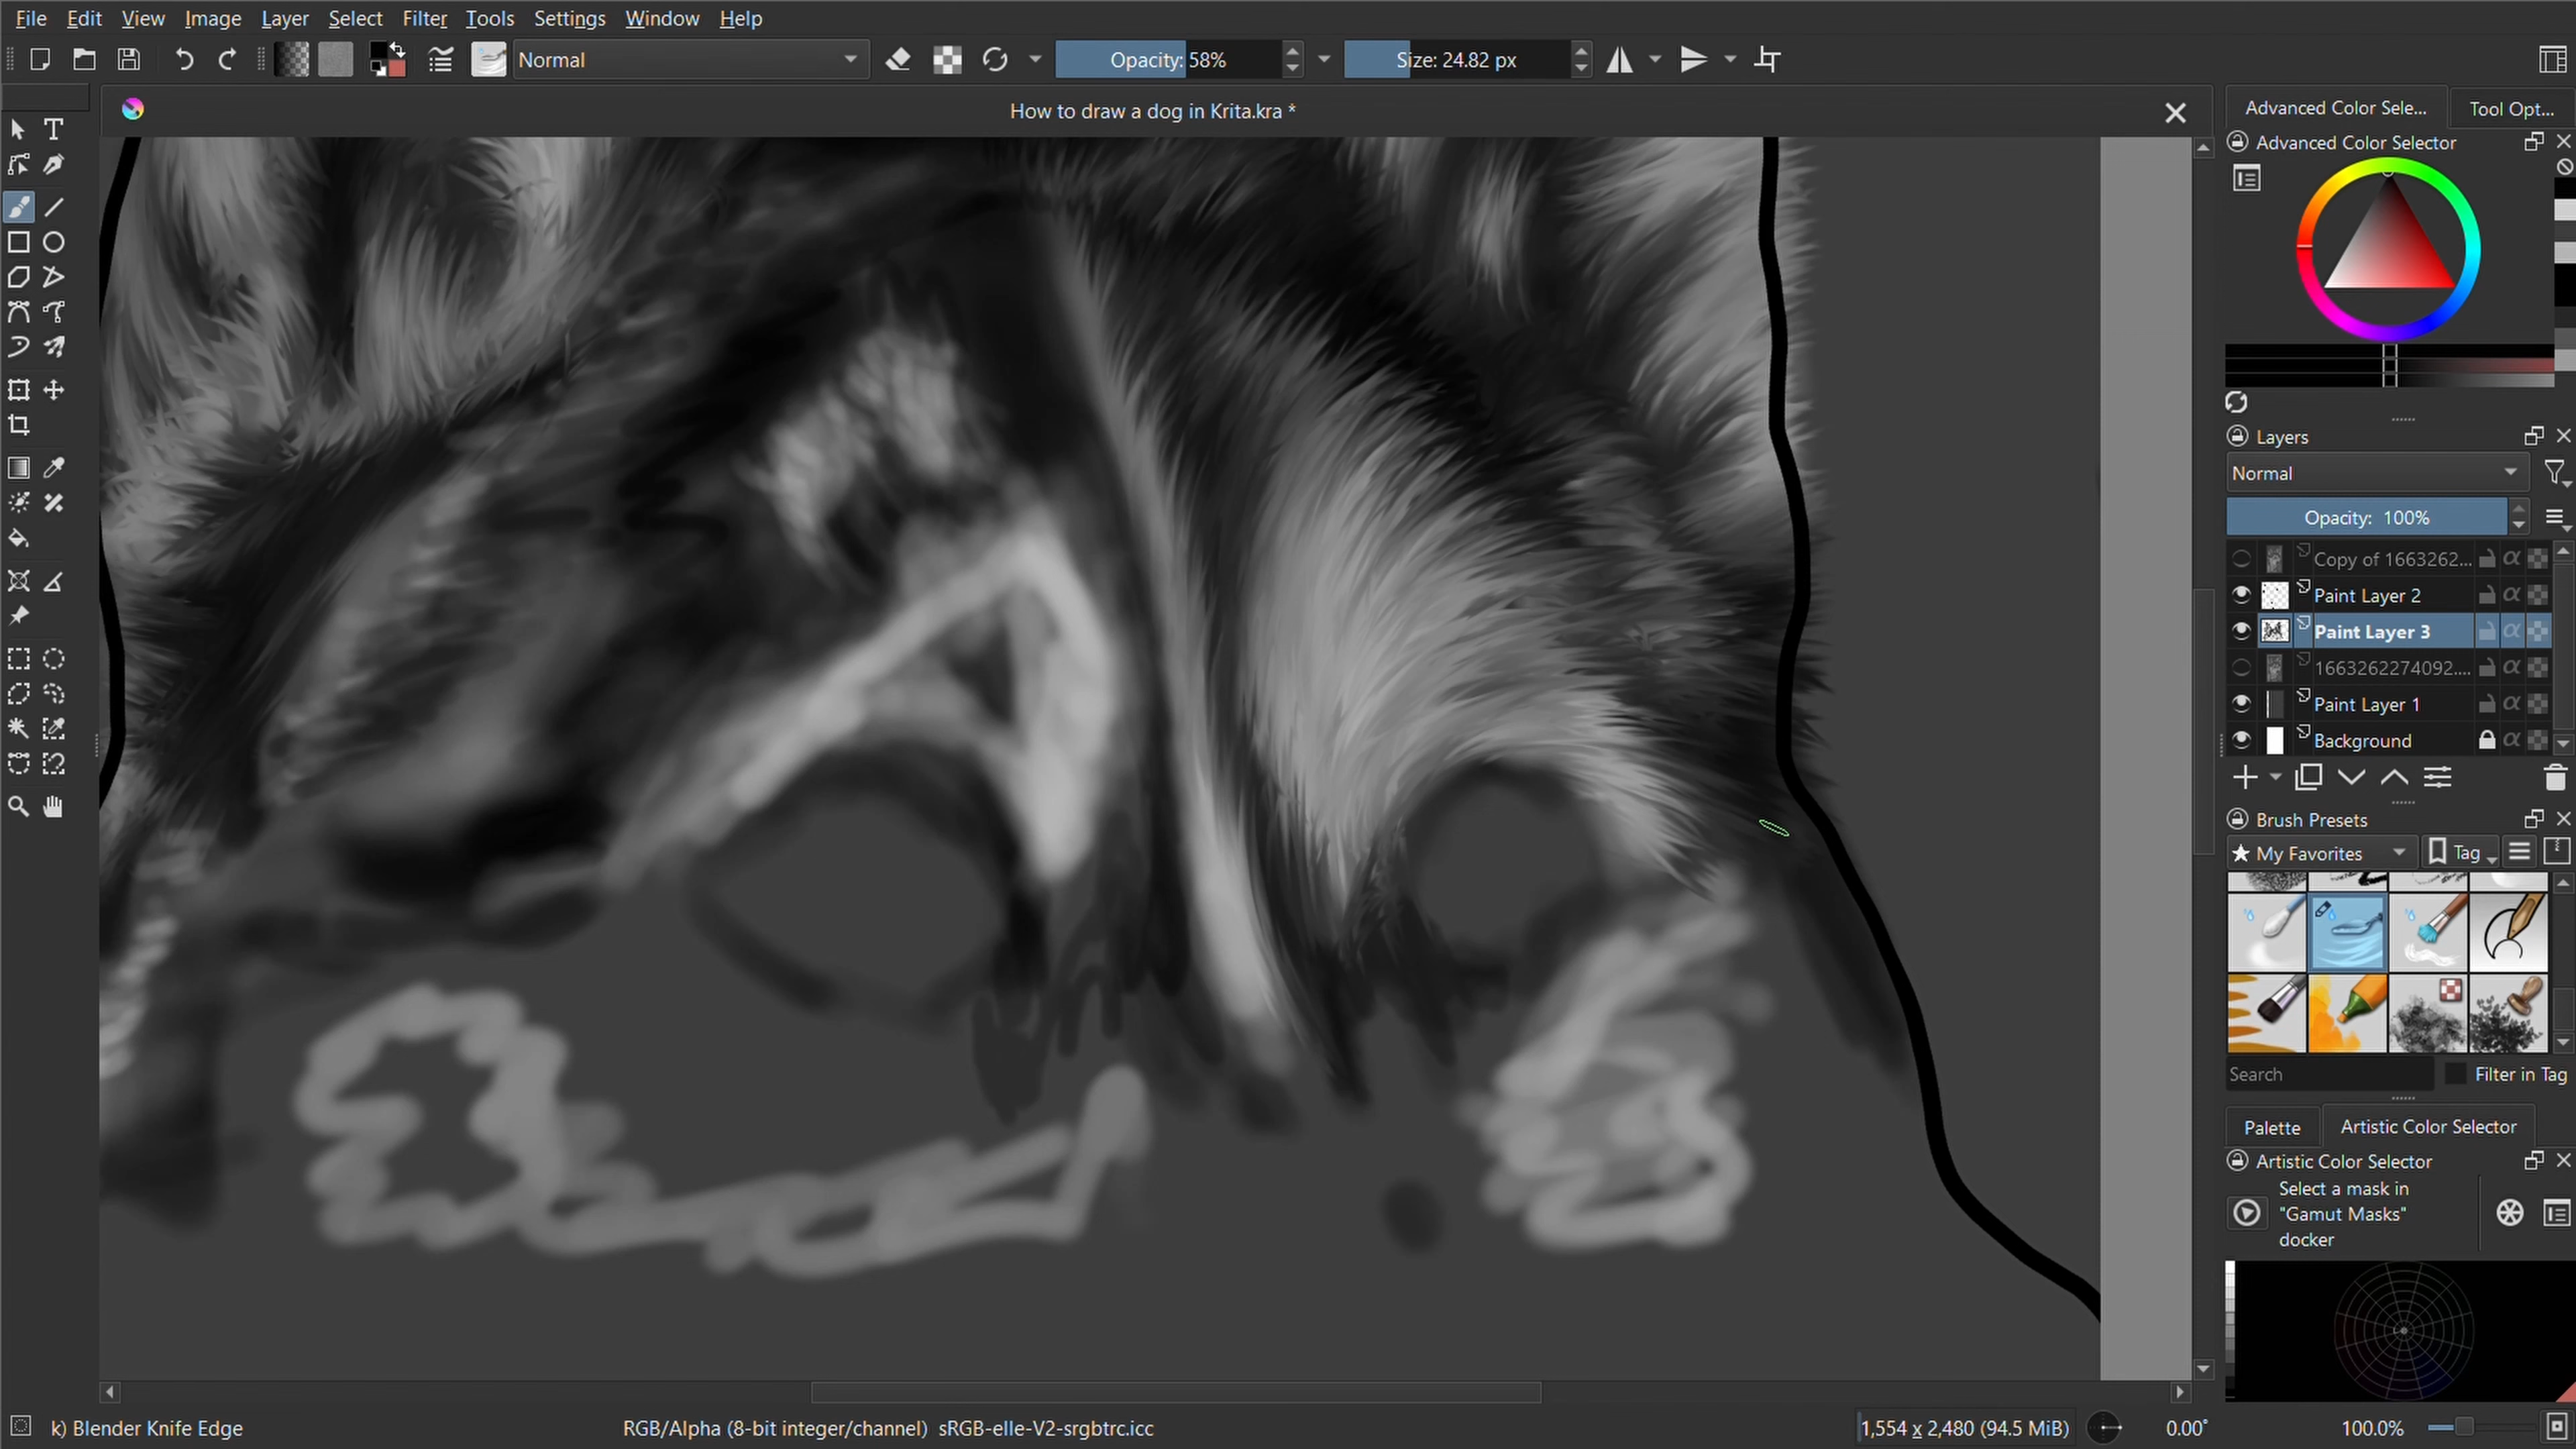 File Edit View Image Layer Select Filter Tools Settings Window Help
Normal Opacity: 58% Size: 24.82 px
How to draw a dog in Krita.kra *
Advanced Color Sele... Tool Opt...
Advanced Color Selector
Layers
Normal
Opacity: 100%
Copy of 1663262...
Paint Layer 2
Paint Layer 3
1663262274092....
Paint Layer 1
Background
Brush Presets
My Favorites Tag
Search Filter in Tag
Palette Artistic Color Selector
Artistic Color Selector
Select a mask in
"Gamut Masks"
docker
k) Blender Knife Edge RGB/Alpha (8-bit integer/channel) sRGB-elle-V2-srgbtrc.icc 1,554 x 2,480 (94.5 MiB) 0.00° 100.0%